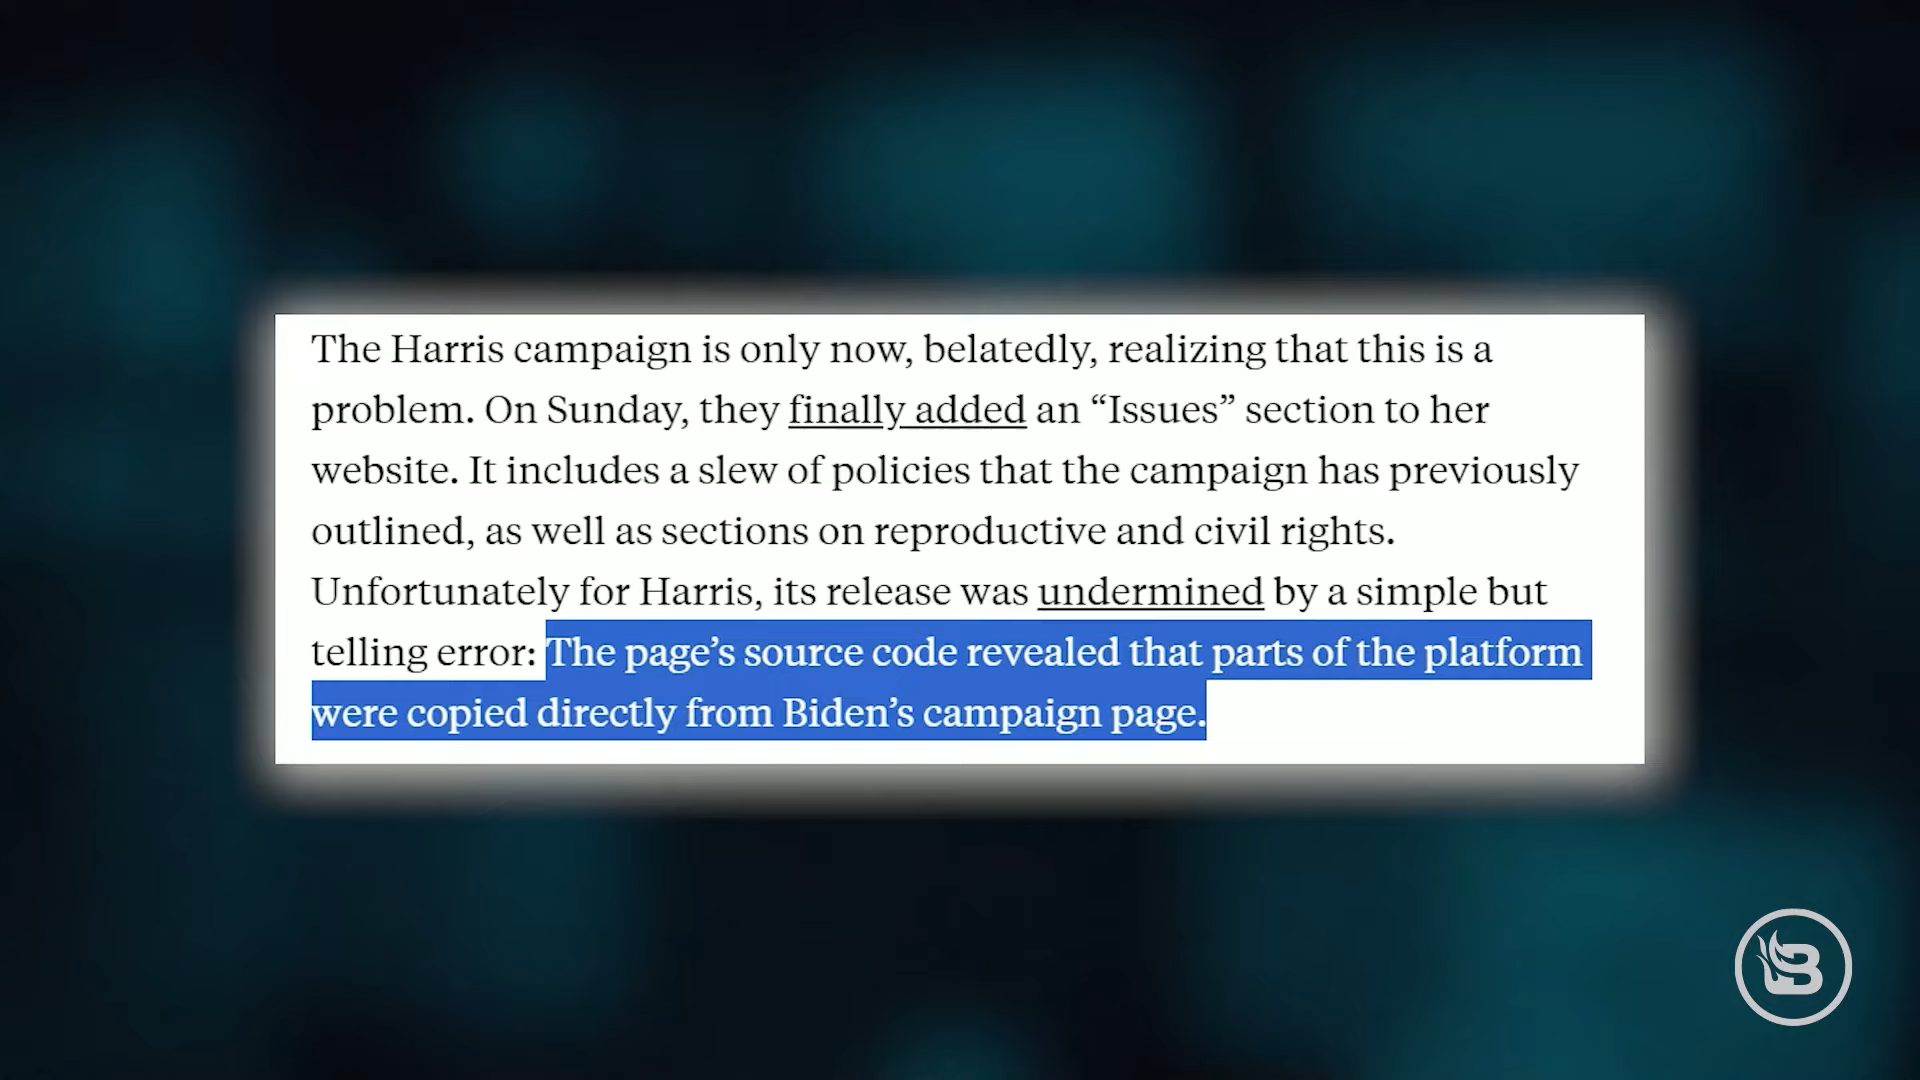 The Harris campaign is only now, belatedly, realizing that this is a
problem. On Sunday, they finally added an “Issues” section to her
website. It includes a slew of policies that the campaign has previously
outlined, as well as sections on reproductive and civil rights.
Unfortunately for Harris, its release was undermined by a simple but
telling error: The page’s source code revealed that parts of the platform
were copied directly from Biden’s campaign page.
B